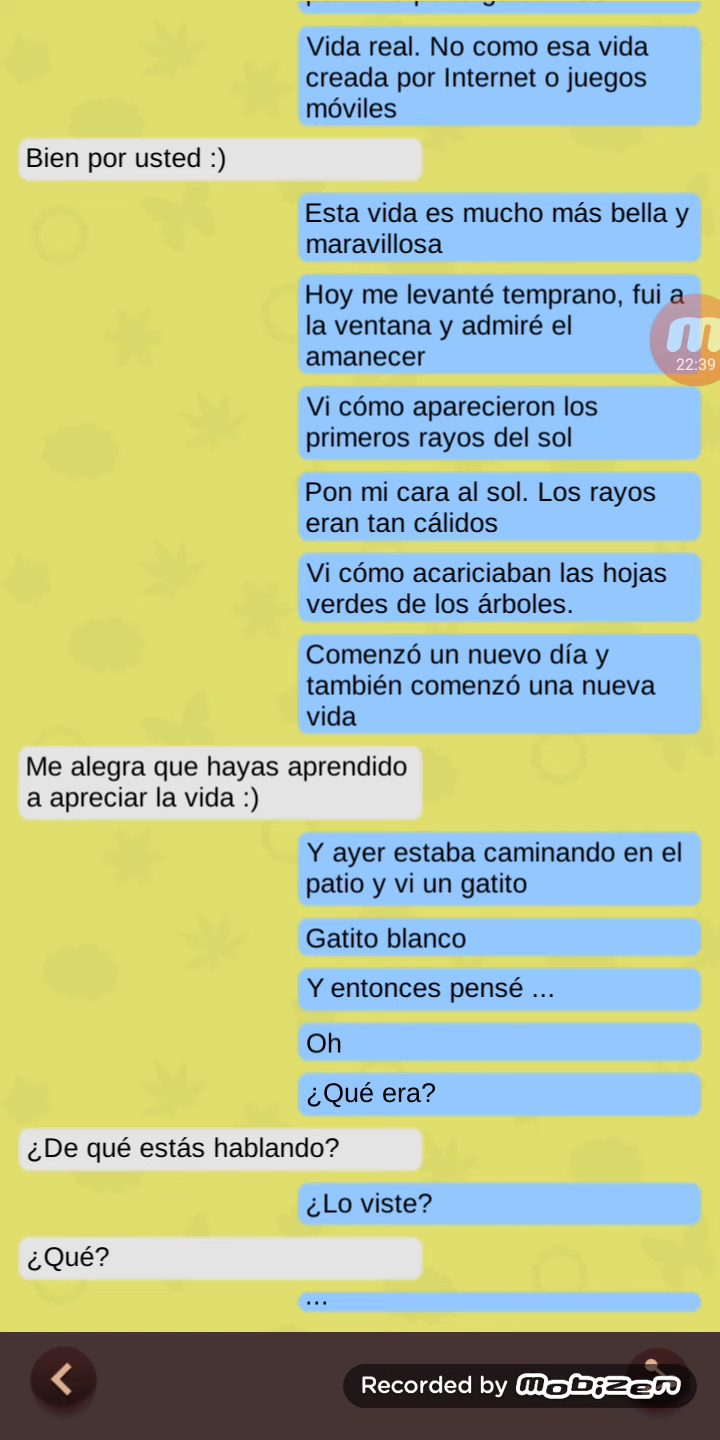 Vida real. No como esa vida
creada por Internet o juegos
móviles
Bien por usted :)
Esta vida es mucho más bella y
maravillosa
Hoy me levanté temprano, fui a
la ventana y admiré el
amanecer
22:39
Vi cómo aparecieron los
primeros rayos del sol
Pon mi cara al sol. Los rayos
eran tan cálidos
Vi cómo acariciaban las hojas
verdes de los árboles.
Comenzó un nuevo día y
también comenzó una nueva
vida
Me alegra que hayas aprendido
a apreciar la vida :)
Y ayer estaba caminando en el
patio y vi un gatito
Gatito blanco
Y entonces pensé ...
Oh
¿Qué era?
¿De qué estás hablando?
¿Lo viste?
¿Qué?
...
Recorded by mobizen